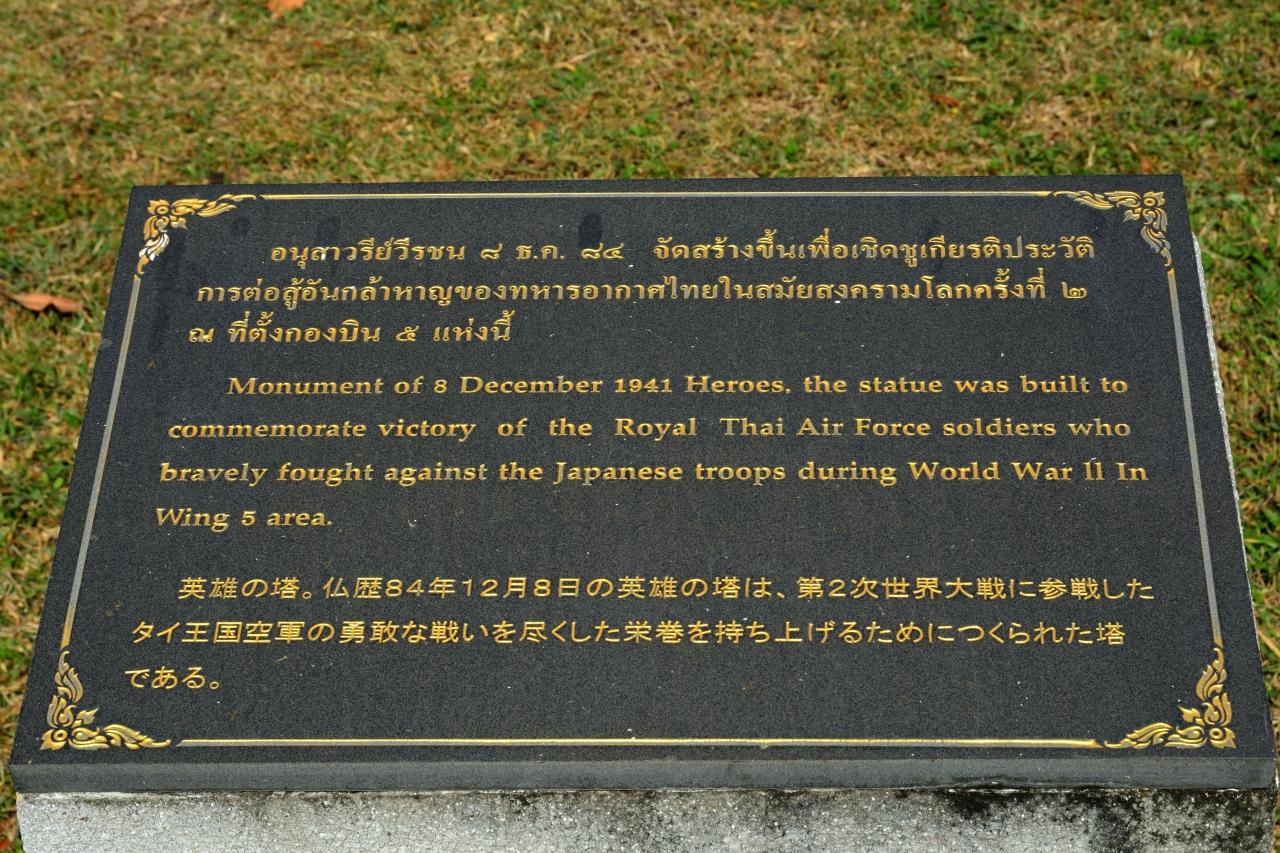 อนุสาวรีย์วีรชน ๘ ธ.ค. ๘๔ จัดสร้างขึ้นเพื่อเชิดชูเกียรติประวัติ
การต่อสู้อันกล้าหาญของทหารอากาศไทยในสมัยสงครามโลกครั้งที่ ๒
ณ ที่ตั้งกองบิน ๕ แห่งนี้
Monument of 8 December 1941 Heroes, the statue was built to
commemorate victory of the Royal Thai Air Force soldiers who
bravely fought against the Japanese troops during World War II In
Wing 5 area.
英雄の塔。仏歴84年12月8日の英雄の塔は、第2次世界大戦に参戦した
タイ王国空軍の勇敢な戦いを尽くした栄巻を持ち上げるためにつくられた塔
である。